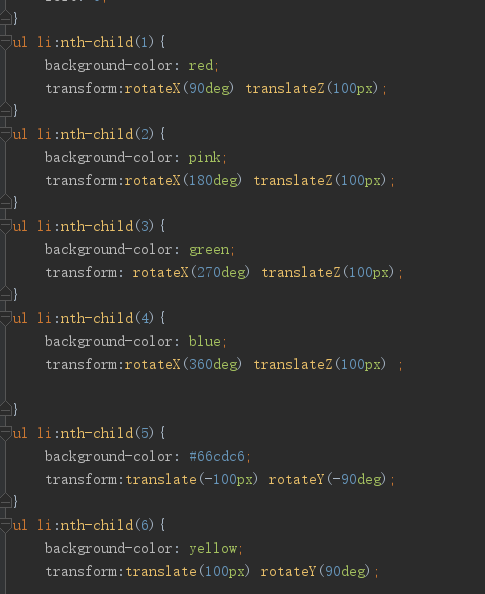 }
ul li:nth-child(1){
background-color: red;
transform:rotateX(90deg) translateZ(100px);
}
ul li:nth-child(2){
background-color: pink;
transform:rotateX(180deg) translateZ(100px);
}
ul li:nth-child(3){
background-color: green;
transform: rotateX(270deg) translateZ(100px);
}
ul li:nth-child(4){
background-color: blue;
transform:rotateX(360deg) translateZ(100px) ;
}
ul li:nth-child(5){
background-color: #66cdc6;
transform:translate(-100px) rotateY(-90deg);
}
ul li:nth-child(6){
background-color: yellow;
transform:translate(100px) rotateY(90deg);